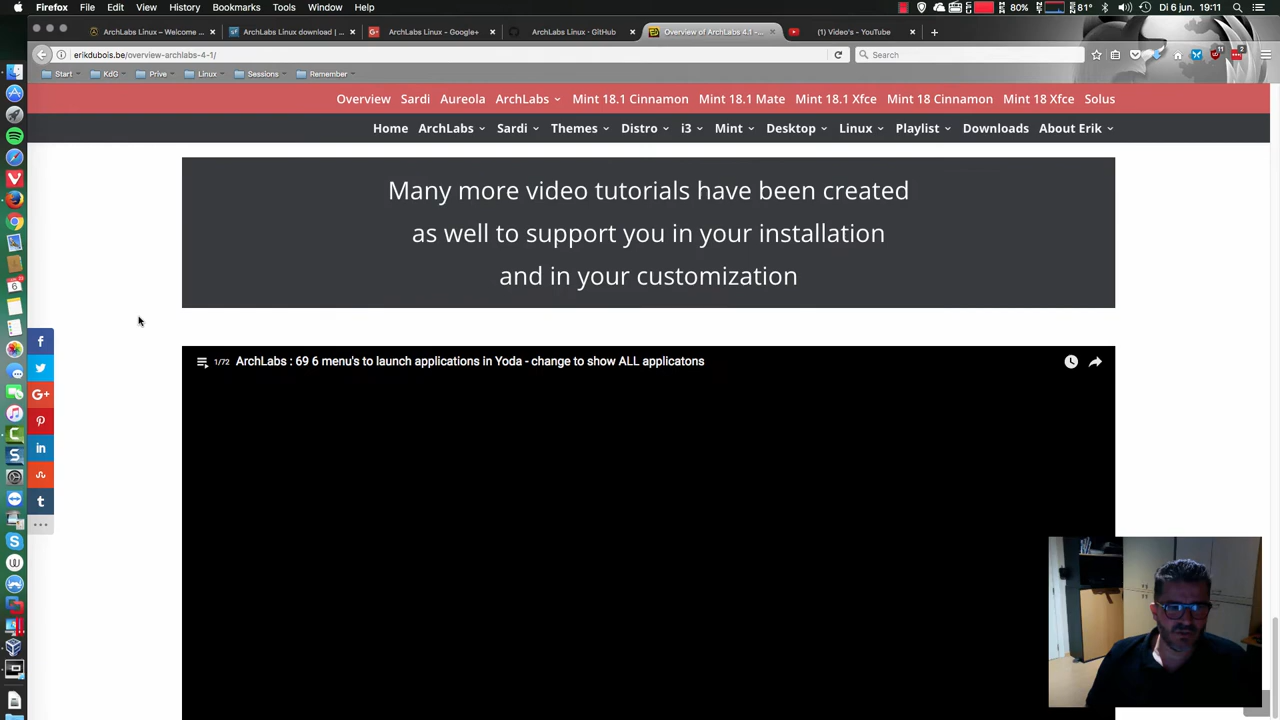 Firefox File Edit View History Bookmarks Tools Window Help 80% 81° Di 6 jun. 19:11
ArchLabs Linux – Welcome ... ArchLabs Linux download | ... ArchLabs Linux - Google+ ArchLabs Linux · GitHub Overview of ArchLabs 4.1 - ... (1) Video's - YouTube
erikdubois.be/overview-archlabs-4-1/ Search
Start KdG Prive Linux Sessions Remember
Overview Sardi Aureola ArchLabs Mint 18.1 Cinnamon Mint 18.1 Mate Mint 18.1 Xfce Mint 18 Cinnamon Mint 18 Xfce Solus
Home ArchLabs Sardi Themes Distro i3 Mint Desktop Linux Playlist Downloads About Erik
Many more video tutorials have been created
as well to support you in your installation
and in your customization
1/72 ArchLabs : 69 6 menu's to launch applications in Yoda - change to show ALL applicatons